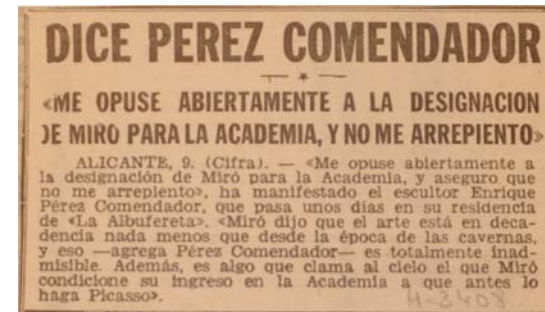 DICE PEREZ COMENDADOR
«ME OPUSE ABIERTAMENTE A LA DESIGNACION
DE MIRO PARA LA ACADEMIA, Y NO ME ARREPIENTO»
ALICANTE, 9. (Cifra). — «Me opuse abiertamente a
la designación de Miró para la Academia, y aseguro que
no me arrepiento», ha manifestado el escultor Enrique
Pérez Comendador, que pasa unos días en su residencia
de «La Albufereta». «Miró dijo que el arte está en deca-
dencia nada menos que desde la época de las cavernas,
y eso —agrega Pérez Comendador— es totalmente inad-
misible. Además, es algo que clama al cielo el que Miró
condicione su ingreso en la Academia a que antes lo
haga Picasso».
H-3408